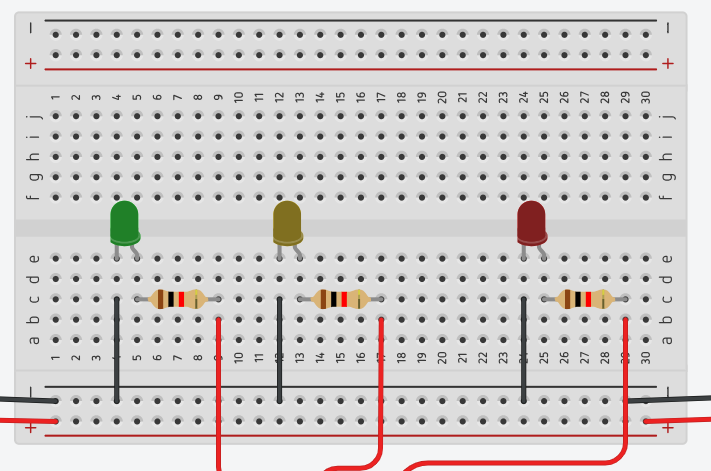 − −
+ +
1 2 3 4 5 6 7 8 9 10 11 12 13 14 15 16 17 18 19 20 21 22 23 24 25 26 27 28 29 30
j j
i i
h h
g g
f f
e e
d d
c c
b b
a a
1 2 3 4 5 6 7 8 9 10 11 12 13 14 15 16 17 18 19 20 21 22 23 24 25 26 27 28 29 30
− −
+ +